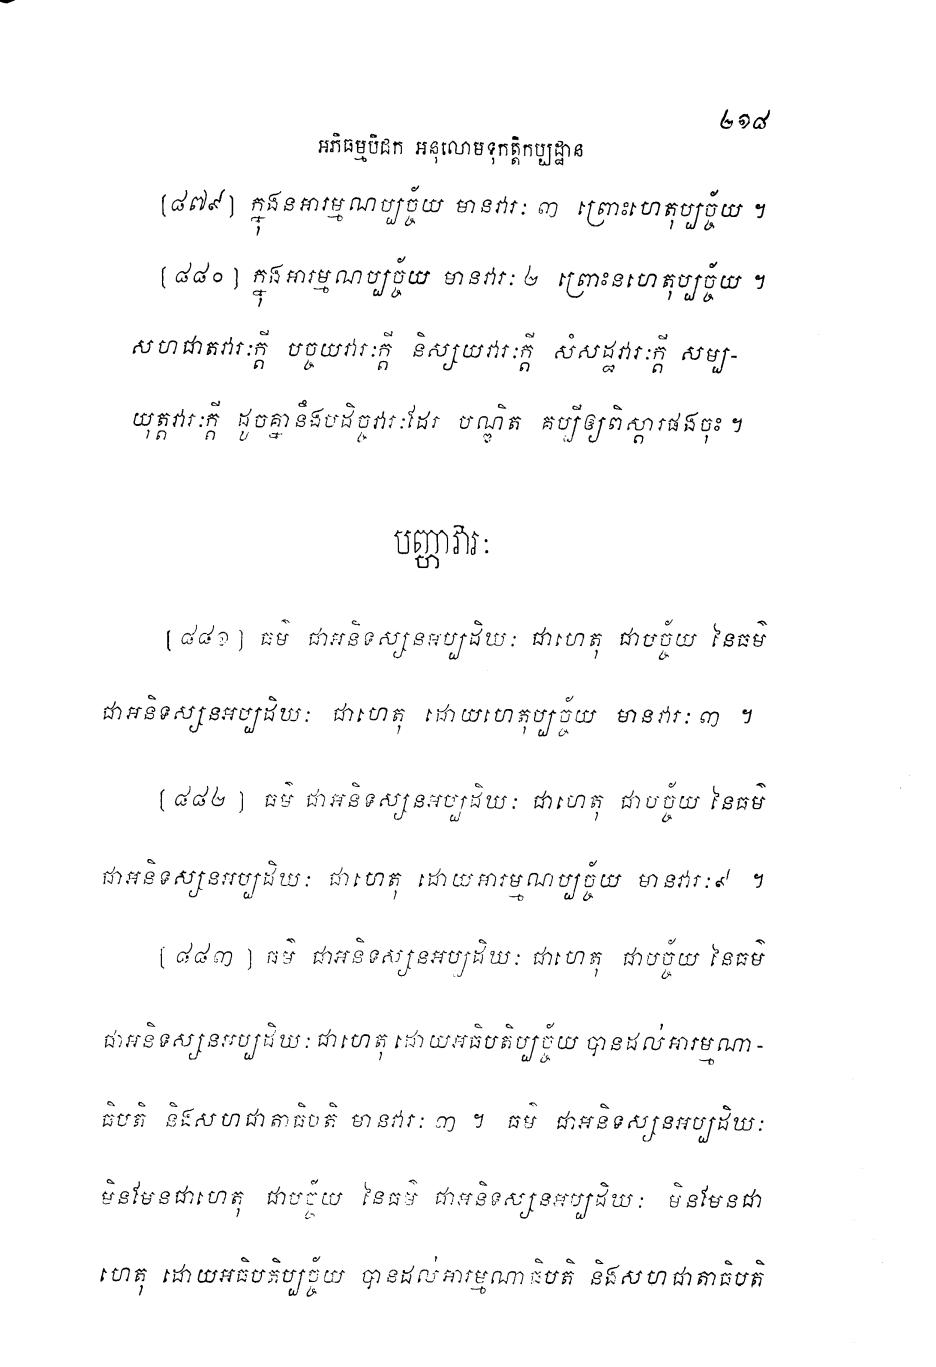 ២១៨
អភិធម្មបិដក អនុលោមទុកត្តិកប្បដ្ឋាន
[៨៧៩] ក្នុងនអារម្មណប្បច្ច័យ មានវារៈ ៣ ព្រោះហេតុប្បច្ច័យ ។
[៨៨០] ក្នុងអារម្មណប្បច្ច័យ មានវារៈ ២ ព្រោះនហេតុប្បច្ច័យ ។
សហជាតវារៈក្តី បច្ចយវារៈក្តី និស្សយវារៈក្តី សំសដ្ឋវារៈក្តី សម្ប-
យុត្តវារៈក្តី ដូចគ្នានឹងបដិច្ចវារៈដែរ បណ្ឌិត គប្បីឲ្យពិស្តារផងចុះ ។
បញ្ហាវារៈ
[៨៨១] ធម៌ ជាអនិទស្សនអប្បដិឃៈ ជាហេតុ ជាបច្ច័យ នៃធម៌
ជាអនិទស្សនអប្បដិឃៈ ជាហេតុ ដោយហេតុប្បច្ច័យ មានវារៈ ៣ ។
[៨៨២] ធម៌ ជាអនិទស្សនអប្បដិឃៈ ជាហេតុ ជាបច្ច័យ នៃធម៌
ជាអនិទស្សនអប្បដិឃៈ ជាហេតុ ដោយអារម្មណប្បច្ច័យ មានវារៈ ៩ ។
[៨៨៣] ធម៌ ជាអនិទស្សនអប្បដិឃៈ ជាហេតុ ជាបច្ច័យ នៃធម៌
ជាអនិទស្សនអប្បដិឃៈ ជាហេតុ ដោយអធិបតិប្បច្ច័យ បានដល់អារម្មណា-
ធិបតិ និងសហជាតាធិបតិ មានវារៈ ៣ ។ ធម៌ ជាអនិទស្សនអប្បដិឃៈ
មិនមែនជាហេតុ ជាបច្ច័យ នៃធម៌ ជាអនិទស្សនអប្បដិឃៈ មិនមែនជា
ហេតុ ដោយអធិបតិប្បច្ច័យ បានដល់អារម្មណាធិបតិ និងសហជាតាធិបតិ